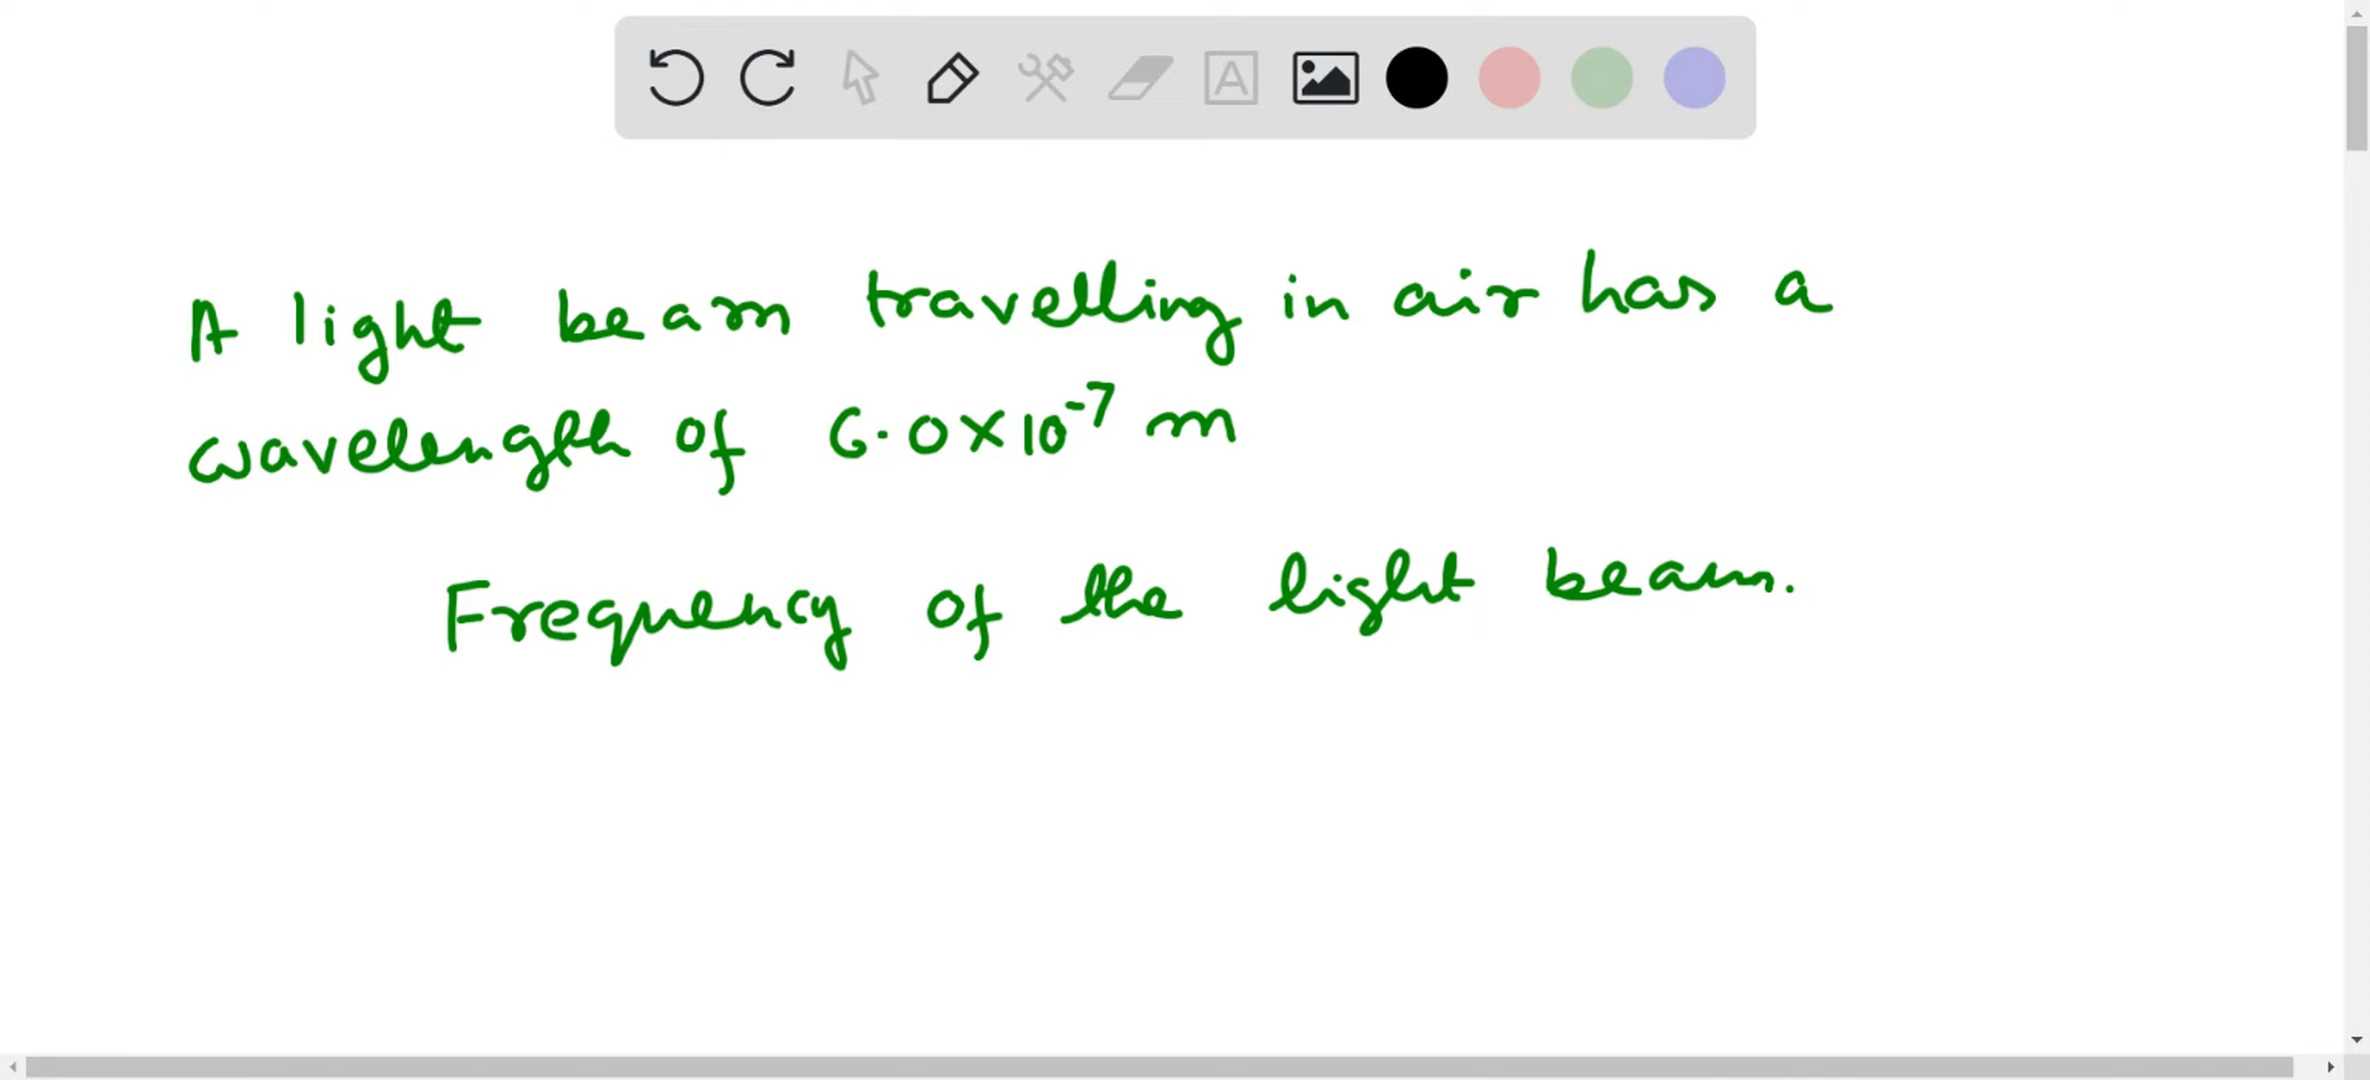 A
A light beam travelling in air has a
wavelength of 6.0×10⁻⁷ m
Frequency of the light beam.